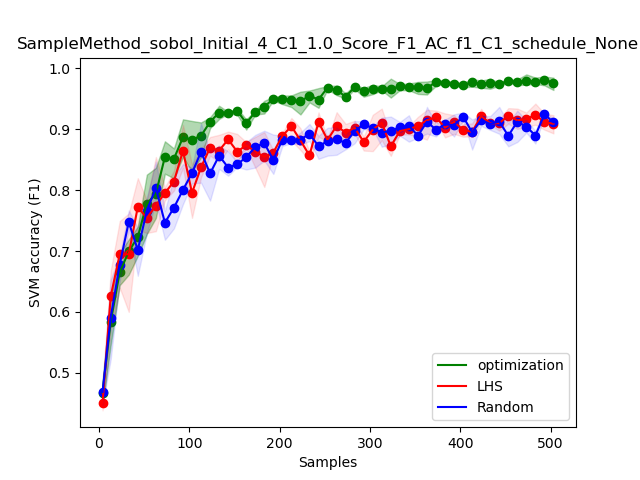 SampleMethod_sobol_Initial_4_C1_1.0_Score_F1_AC_f1_C1_schedule_None
1.0
0.9
0.8
0.7
0.6
0.5
SVM accuracy (F1)
optimization
LHS
Random
0 100 200 300 400 500
Samples